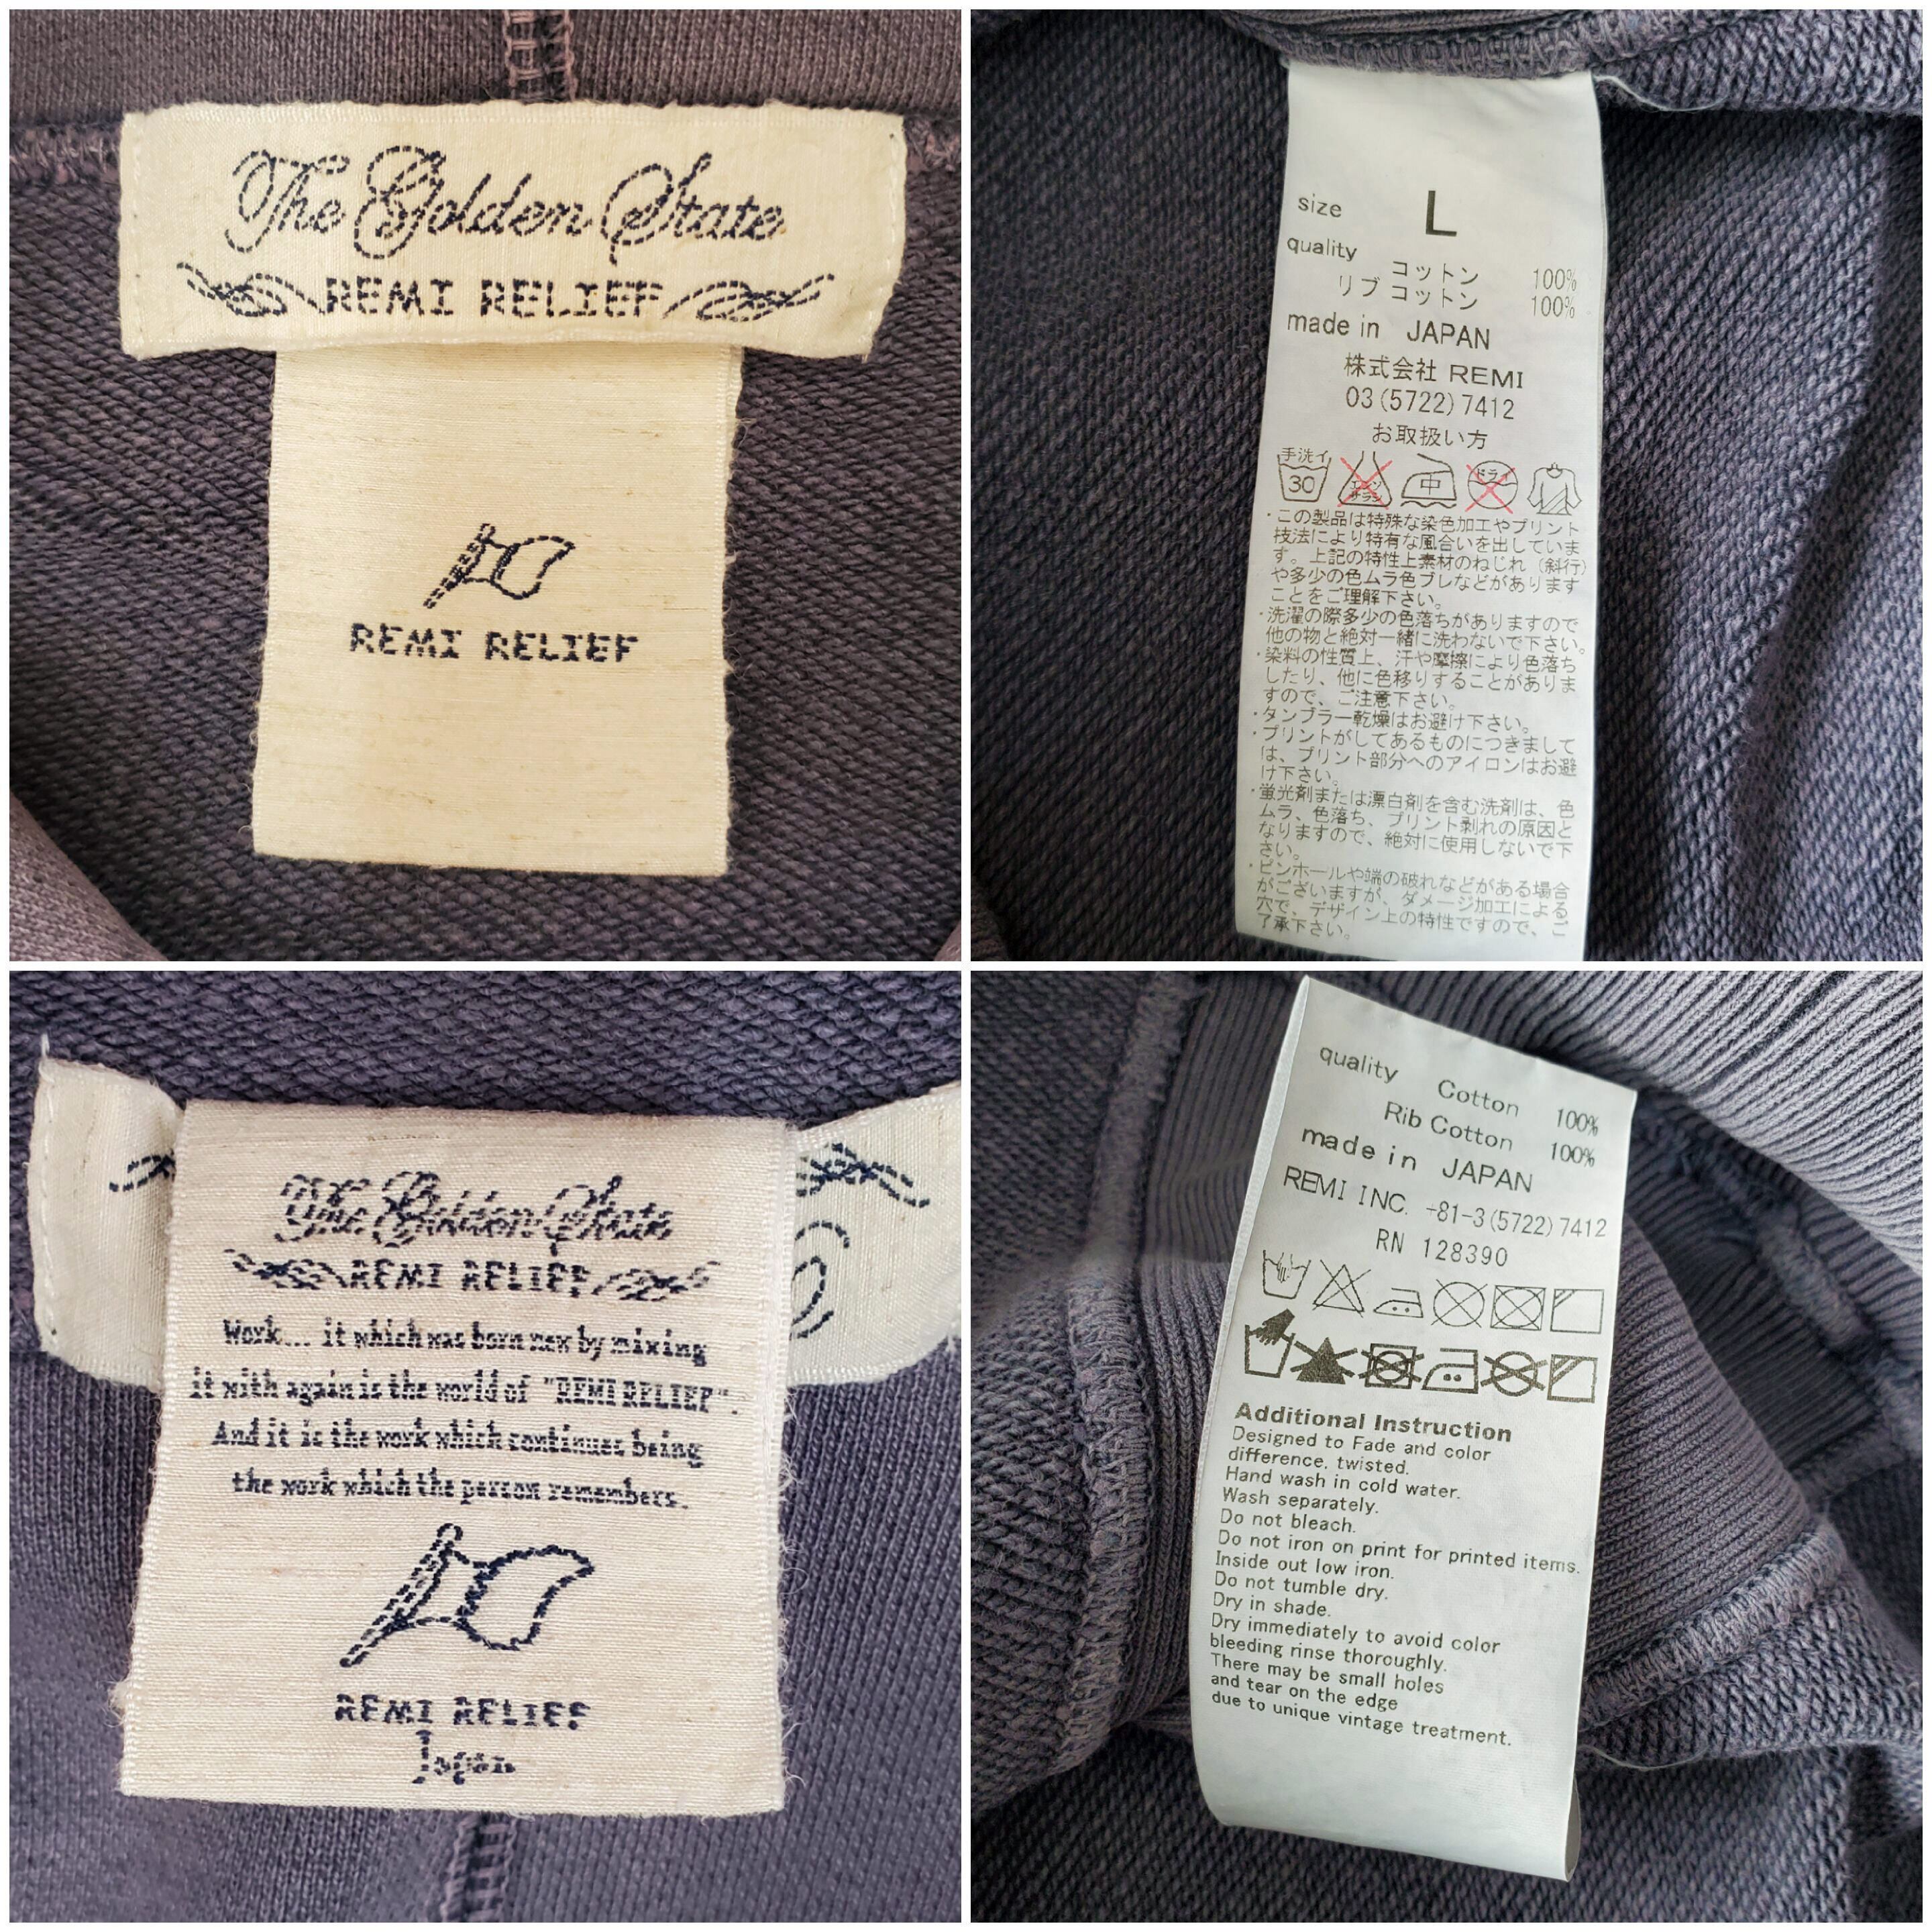 The Golden State
REMI RELIEF
REMI RELIEF
size L
quality コットン 100%
リブ コットン 100%
made in JAPAN
株式会社 REMI
03(5722)7412
お取扱い方
手洗イ
30
エンソ
サラシ
中
ドライ
・この製品は特殊な染色加工やプリント
技法により特有な風合いを出していま
す。上記の特性上素材のねじれ（斜行）
や多少の色ムラ色ブレなどがあります
ことをご理解下さい。
・洗濯の際多少の色落ちがありますので
他の物と絶対一緒に洗わないで下さい。
・染料の性質上、汗や摩擦により色落ち
したり、他に色移りすることがありま
すので、ご注意下さい。
・タンブラー乾燥はお避け下さい。
・プリントがしてあるものにつきまして
は、プリント部分へのアイロンはお避
け下さい。
・蛍光剤または漂白剤を含む洗剤は、色
ムラ、色落ち、プリント剥れの原因と
なりますので、絶対に使用しないで下
さい。
・ピンホールや端の破れなどがある場合
がございますが、ダメージ加工による
穴で、デザイン上の特性ですので、ご
了承下さい。
The Golden State
REMI RELIEF
Work... it which was born new by mixing
it with again is the world of "REMI RELIEF".
And it is the work which continues being
the work which the person remembers.
REMI RELIEF
Japan
quality Cotton 100%
Rib Cotton 100%
made in JAPAN
REMI INC. +81-3(5722)7412
RN 128390
Additional Instruction
Designed to Fade and color
difference, twisted.
Hand wash in cold water.
Wash separately.
Do not bleach.
Do not iron on print for printed items.
Inside out low iron.
Do not tumble dry.
Dry in shade.
Dry immediately to avoid color
bleeding rinse thoroughly.
There may be small holes
and tear on the edge
due to unique vintage treatment.